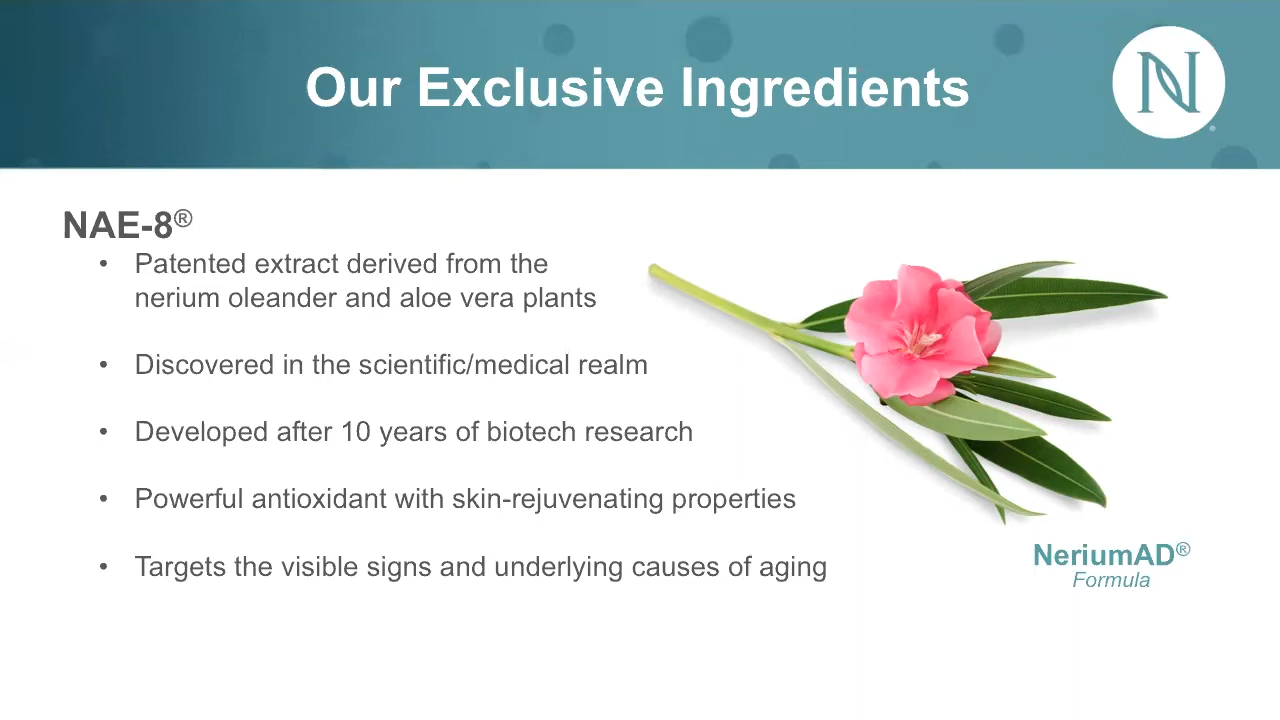 Our Exclusive Ingredients
N
NAE-8®
• Patented extract derived from the
nerium oleander and aloe vera plants
• Discovered in the scientific/medical realm
• Developed after 10 years of biotech research
• Powerful antioxidant with skin-rejuvenating properties
• Targets the visible signs and underlying causes of aging
NeriumAD®
Formula